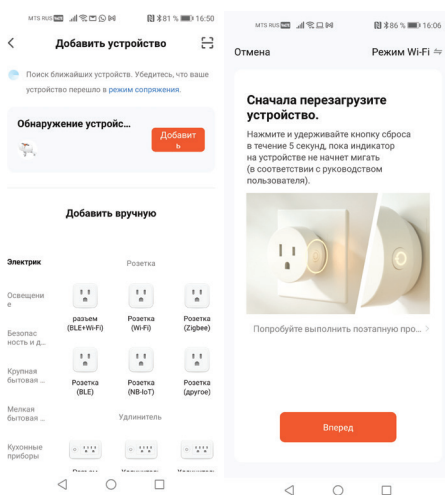 MTS RUS 81 % 16:50
Добавить устройство
Поиск ближайших устройств. Убедитесь, что ваше
устройство перешло в режим сопряжения.
Обнаружение устройс...
Добавит
ь
Добавить вручную
Электрик
Розетка
Освещени
е
разъем
(BLE+Wi-Fi)
Розетка
(Wi-Fi)
Розетка
(Zigbee)
Безопас
ность и д...
Крупная
бытовая ...
Розетка
(BLE)
Розетка
(NB-IoT)
Розетка
(другое)
Мелкая
бытовая ...
Удлинитель
Кухонные
приборы
MTS RUS 86 % 16:06
Отмена
Режим Wi-Fi
Сначала перезагрузите
устройство.
Нажмите и удерживайте кнопку сброса
в течение 5 секунд, пока индикатор
на устройстве не начнет мигать
(в соответствии с руководством
пользователя).
Попробуйте выполнить поэтапную про...
Вперед